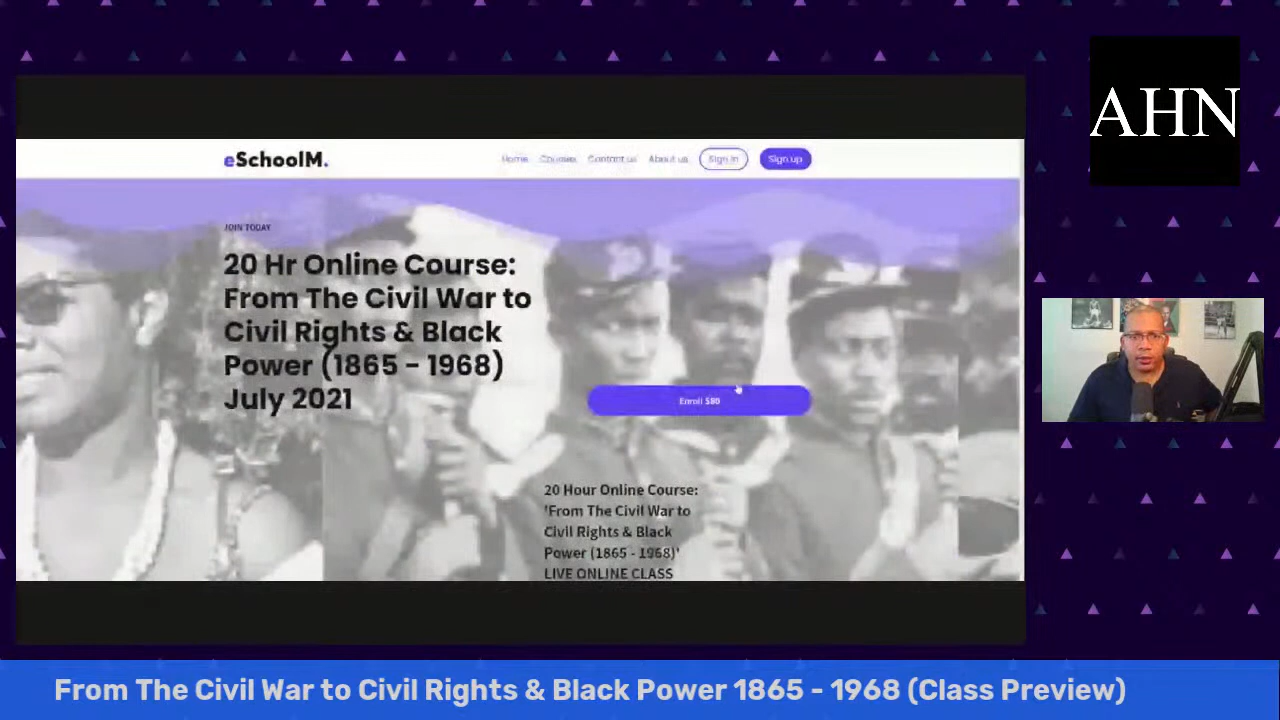 AHN
eSchoolM.
Home Courses Contact us About us Sign in Sign up
JOIN TODAY
20 Hr Online Course:
From The Civil War to
Civil Rights & Black
Power (1865 - 1968)
July 2021
Enroll $80
20 Hour Online Course:
'From The Civil War to
Civil Rights & Black
Power (1865 - 1968)'
LIVE ONLINE CLASS
From The Civil War to Civil Rights & Black Power 1865 - 1968 (Class Preview)